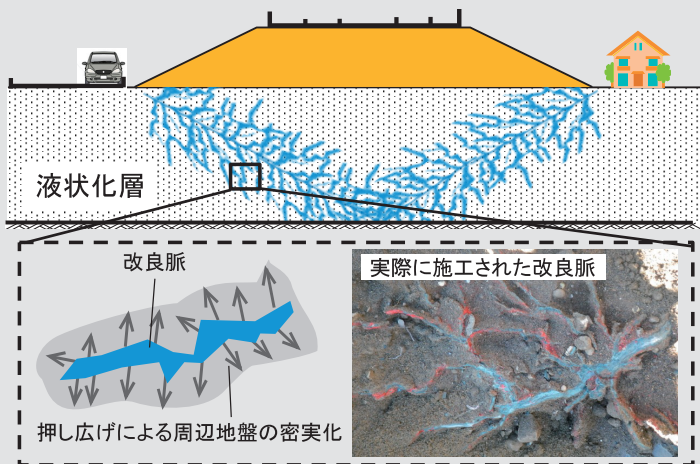 液状化層
改良脈
実際に施工された改良脈
押し広げによる周辺地盤の密実化